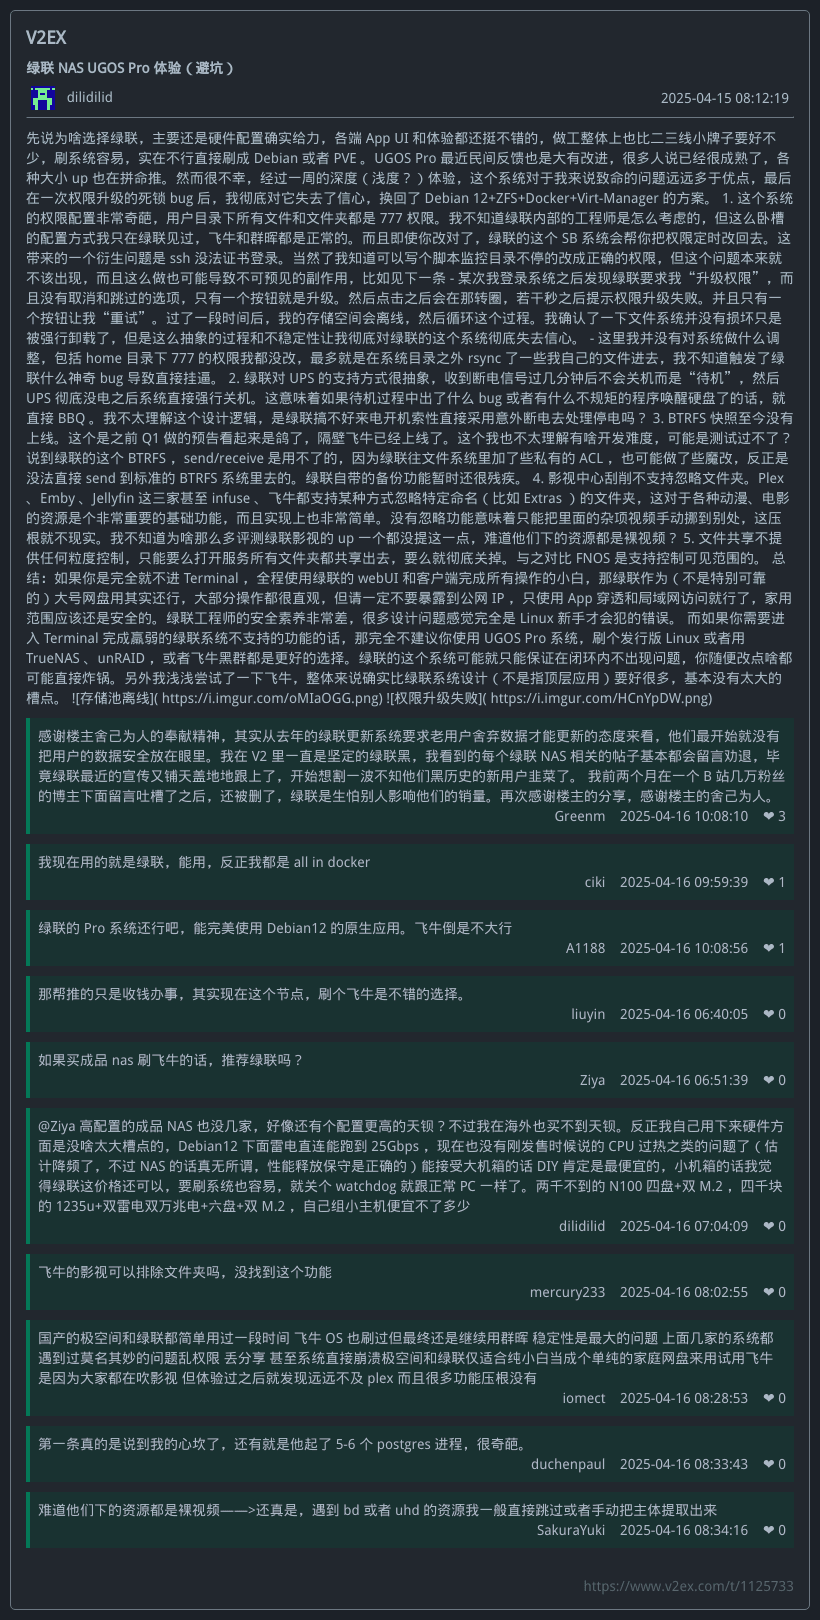 V2EX
绿联 NAS UGOS Pro 体验（避坑）
dilidilid
2025-04-15 08:12:19
先说为啥选择绿联，主要还是硬件配置确实给力，各端 App UI 和体验都还挺不错的，做工整体上也比二三线小牌子要好不
少，刷系统容易，实在不行直接刷成 Debian 或者 PVE 。UGOS Pro 最近民间反馈也是大有改进，很多人说已经很成熟了，各
种大小 up 也在拼命推。然而很不幸，经过一周的深度（浅度？）体验，这个系统对于我来说致命的问题远远多于优点，最后
在一次权限升级的死锁 bug 后，我彻底对它失去了信心，换回了 Debian 12+ZFS+Docker+Virt-Manager 的方案。 1. 这个系统
的权限配置非常奇葩，用户目录下所有文件和文件夹都是 777 权限。我不知道绿联内部的工程师是怎么考虑的，但这么卧槽
的配置方式我只在绿联见过，飞牛和群晖都是正常的。而且即使你改对了，绿联的这个 SB 系统会帮你把权限定时改回去。这
带来的一个衍生问题是 ssh 没法证书登录。当然了我知道可以写个脚本监控目录不停的改成正确的权限，但这个问题本来就
不该出现，而且这么做也可能导致不可预见的副作用，比如见下一条 - 某次我登录系统之后发现绿联要求我“升级权限”，而
且没有取消和跳过的选项，只有一个按钮就是升级。然后点击之后会在那转圈，若干秒之后提示权限升级失败。并且只有一
个按钮让我“重试”。过了一段时间后，我的存储空间会离线，然后循环这个过程。我确认了一下文件系统并没有损坏只是
被强行卸载了，但是这么抽象的过程和不稳定性让我彻底对绿联的这个系统彻底失去信心。 - 这里我并没有对系统做什么调
整，包括 home 目录下 777 的权限我都没改，最多就是在系统目录之外 rsync 了一些我自己的文件进去，我不知道触发了绿
联什么神奇 bug 导致直接挂逼。 2. 绿联对 UPS 的支持方式很抽象，收到断电信号过几分钟后不会关机而是“待机”，然后
UPS 彻底没电之后系统直接强行关机。这意味着如果待机过程中出了什么 bug 或者有什么不规矩的程序唤醒硬盘了的话，就
直接 BBQ 。我不太理解这个设计逻辑，是绿联搞不好来电开机索性直接采用意外断电去处理停电吗？ 3. BTRFS 快照至今没有
上线。这个是之前 Q1 做的预告看起来是鸽了，隔壁飞牛已经上线了。这个我也不太理解有啥开发难度，可能是测试过不了？
说到绿联的这个 BTRFS ，send/receive 是用不了的，因为绿联往文件系统里加了些私有的 ACL ，也可能做了些魔改，反正是
没法直接 send 到标准的 BTRFS 系统里去的。绿联自带的备份功能暂时还很残疾。 4. 影视中心刮削不支持忽略文件夹。Plex
、Emby 、Jellyfin 这三家甚至 infuse 、飞牛都支持某种方式忽略特定命名（比如 Extras ）的文件夹，这对于各种动漫、电影
的资源是个非常重要的基础功能，而且实现上也非常简单。没有忽略功能意味着只能把里面的杂项视频手动挪到别处，这压
根就不现实。我不知道为啥那么多评测绿联影视的 up 一个都没提这一点，难道他们下的资源都是裸视频？ 5. 文件共享不提
供任何粒度控制，只能要么打开服务所有文件夹都共享出去，要么就彻底关掉。与之对比 FNOS 是支持控制可见范围的。 总
结：如果你是完全就不进 Terminal ，全程使用绿联的 webUI 和客户端完成所有操作的小白，那绿联作为（不是特别可靠
的）大号网盘用其实还行，大部分操作都很直观，但请一定不要暴露到公网 IP ，只使用 App 穿透和局域网访问就行了，家用
范围应该还是安全的。绿联工程师的安全素养非常差，很多设计问题感觉完全是 Linux 新手才会犯的错误。 而如果你需要进
入 Terminal 完成羸弱的绿联系统不支持的功能的话，那完全不建议你使用 UGOS Pro 系统，刷个发行版 Linux 或者用
TrueNAS 、unRAID ，或者飞牛黑群都是更好的选择。绿联的这个系统可能就只能保证在闭环内不出现问题，你随便改点啥都
可能直接炸锅。另外我浅浅尝试了一下飞牛，整体来说确实比绿联系统设计（不是指顶层应用）要好很多，基本没有太大的
槽点。 ![存储池离线]( https://i.imgur.com/oMIaOGG.png) ![权限升级失败]( https://i.imgur.com/HCnYpDW.png)
感谢楼主舍己为人的奉献精神，其实从去年的绿联更新系统要求老用户舍弃数据才能更新的态度来看，他们最开始就没有
把用户的数据安全放在眼里。我在 V2 里一直是坚定的绿联黑，我看到的每个绿联 NAS 相关的帖子基本都会留言劝退，毕
竟绿联最近的宣传又铺天盖地地跟上了，开始想割一波不知他们黑历史的新用户韭菜了。 我前两个月在一个 B 站几万粉丝
的博主下面留言吐槽了之后，还被删了，绿联是生怕别人影响他们的销量。再次感谢楼主的分享，感谢楼主的舍己为人。
Greenm 2025-04-16 10:08:10 ❤ 3
我现在用的就是绿联，能用，反正我都是 all in docker
ciki 2025-04-16 09:59:39 ❤ 1
绿联的 Pro 系统还行吧，能完美使用 Debian12 的原生应用。飞牛倒是不大行
A1188 2025-04-16 10:08:56 ❤ 1
那帮推的只是收钱办事，其实现在这个节点，刷个飞牛是不错的选择。
liuyin 2025-04-16 06:40:05 ❤ 0
如果买成品 nas 刷飞牛的话，推荐绿联吗？
Ziya 2025-04-16 06:51:39 ❤ 0
@Ziya 高配置的成品 NAS 也没几家，好像还有个配置更高的天钡？不过我在海外也买不到天钡。反正我自己用下来硬件方
面是没啥太大槽点的，Debian12 下面雷电直连能跑到 25Gbps ，现在也没有刚发售时候说的 CPU 过热之类的问题了（估
计降频了，不过 NAS 的话真无所谓，性能释放保守是正确的）能接受大机箱的话 DIY 肯定是最便宜的，小机箱的话我觉
得绿联这价格还可以，要刷系统也容易，就关个 watchdog 就跟正常 PC 一样了。两千不到的 N100 四盘+双 M.2 ，四千块
的 1235u+双雷电双万兆电+六盘+双 M.2 ，自己组小主机便宜不了多少
dilidilid 2025-04-16 07:04:09 ❤ 0
飞牛的影视可以排除文件夹吗，没找到这个功能
mercury233 2025-04-16 08:02:55 ❤ 0
国产的极空间和绿联都简单用过一段时间 飞牛 OS 也刷过但最终还是继续用群晖 稳定性是最大的问题 上面几家的系统都
遇到过莫名其妙的问题乱权限 丢分享 甚至系统直接崩溃极空间和绿联仅适合纯小白当成个单纯的家庭网盘来用试用飞牛
是因为大家都在吹影视 但体验过之后就发现远远不及 plex 而且很多功能压根没有
iomect 2025-04-16 08:28:53 ❤ 0
第一条真的是说到我的心坎了，还有就是他起了 5-6 个 postgres 进程，很奇葩。
duchenpaul 2025-04-16 08:33:43 ❤ 0
难道他们下的资源都是裸视频——>还真是，遇到 bd 或者 uhd 的资源我一般直接跳过或者手动把主体提取出来
SakuraYuki 2025-04-16 08:34:16 ❤ 0
https://www.v2ex.com/t/1125733